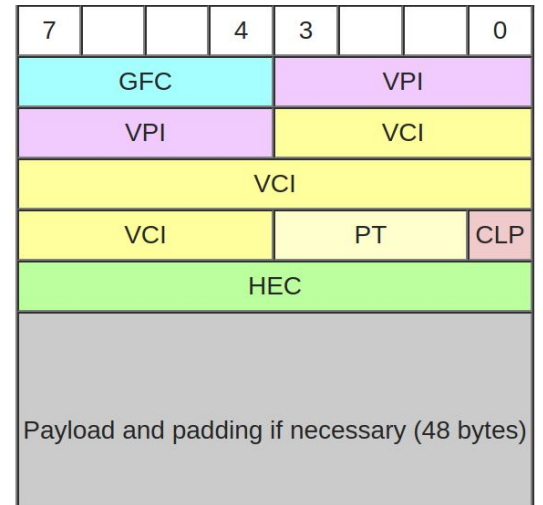 7 4 3 0
GFC VPI
VPI VCI
VCI
VCI PT CLP
HEC
Payload and padding if necessary (48 bytes)